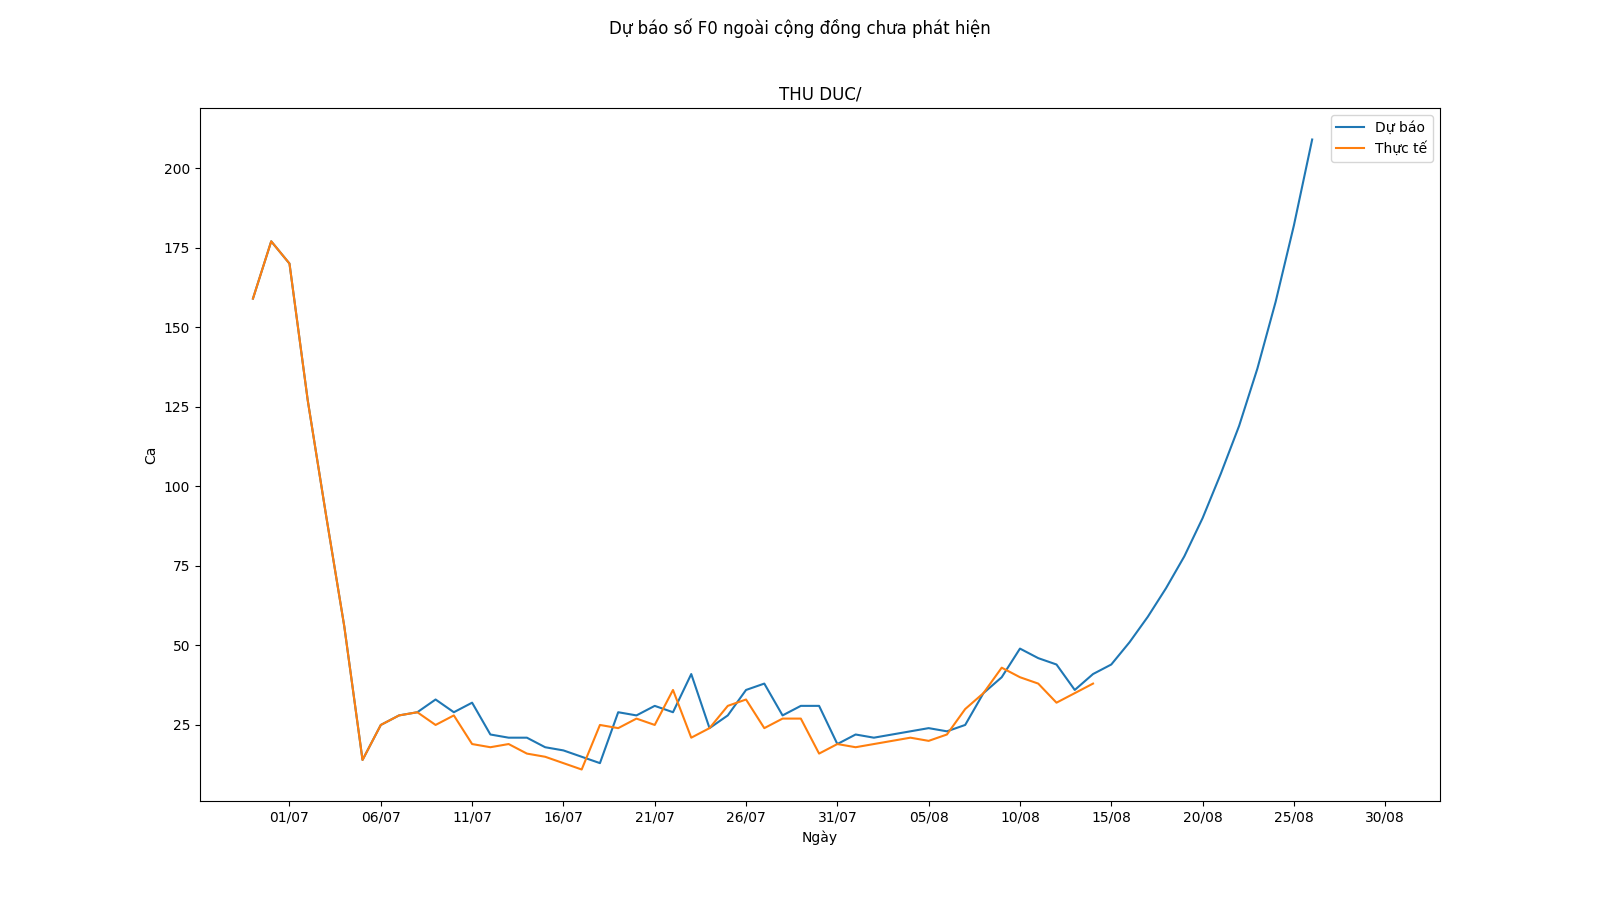 Dự báo số F0 ngoài cộng đồng chưa phát hiện
THU DUC/
Dự báo
Thực tế
200
175
150
125
100
75
50
25
Ca
01/07 06/07 11/07 16/07 21/07 26/07 31/07 05/08 10/08 15/08 20/08 25/08 30/08
Ngày